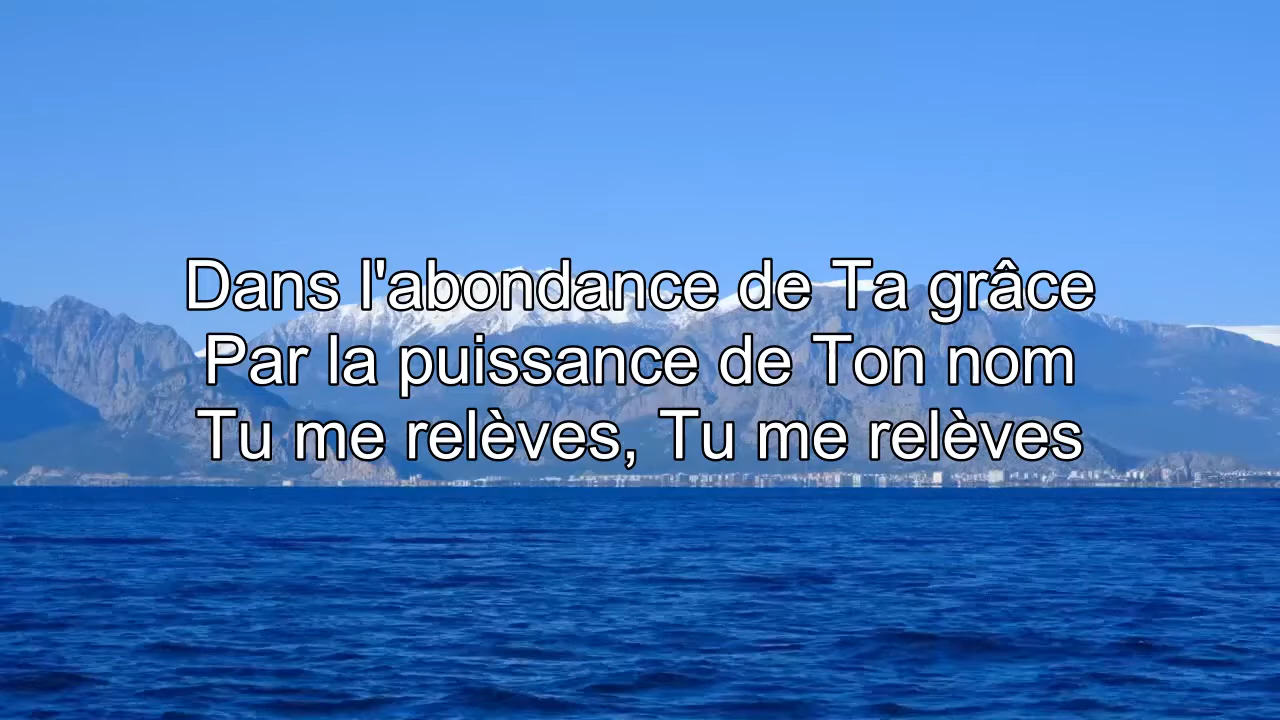 Dans l'abondance de Ta grâce
Par la puissance de Ton nom
Tu me relèves, Tu me relèves